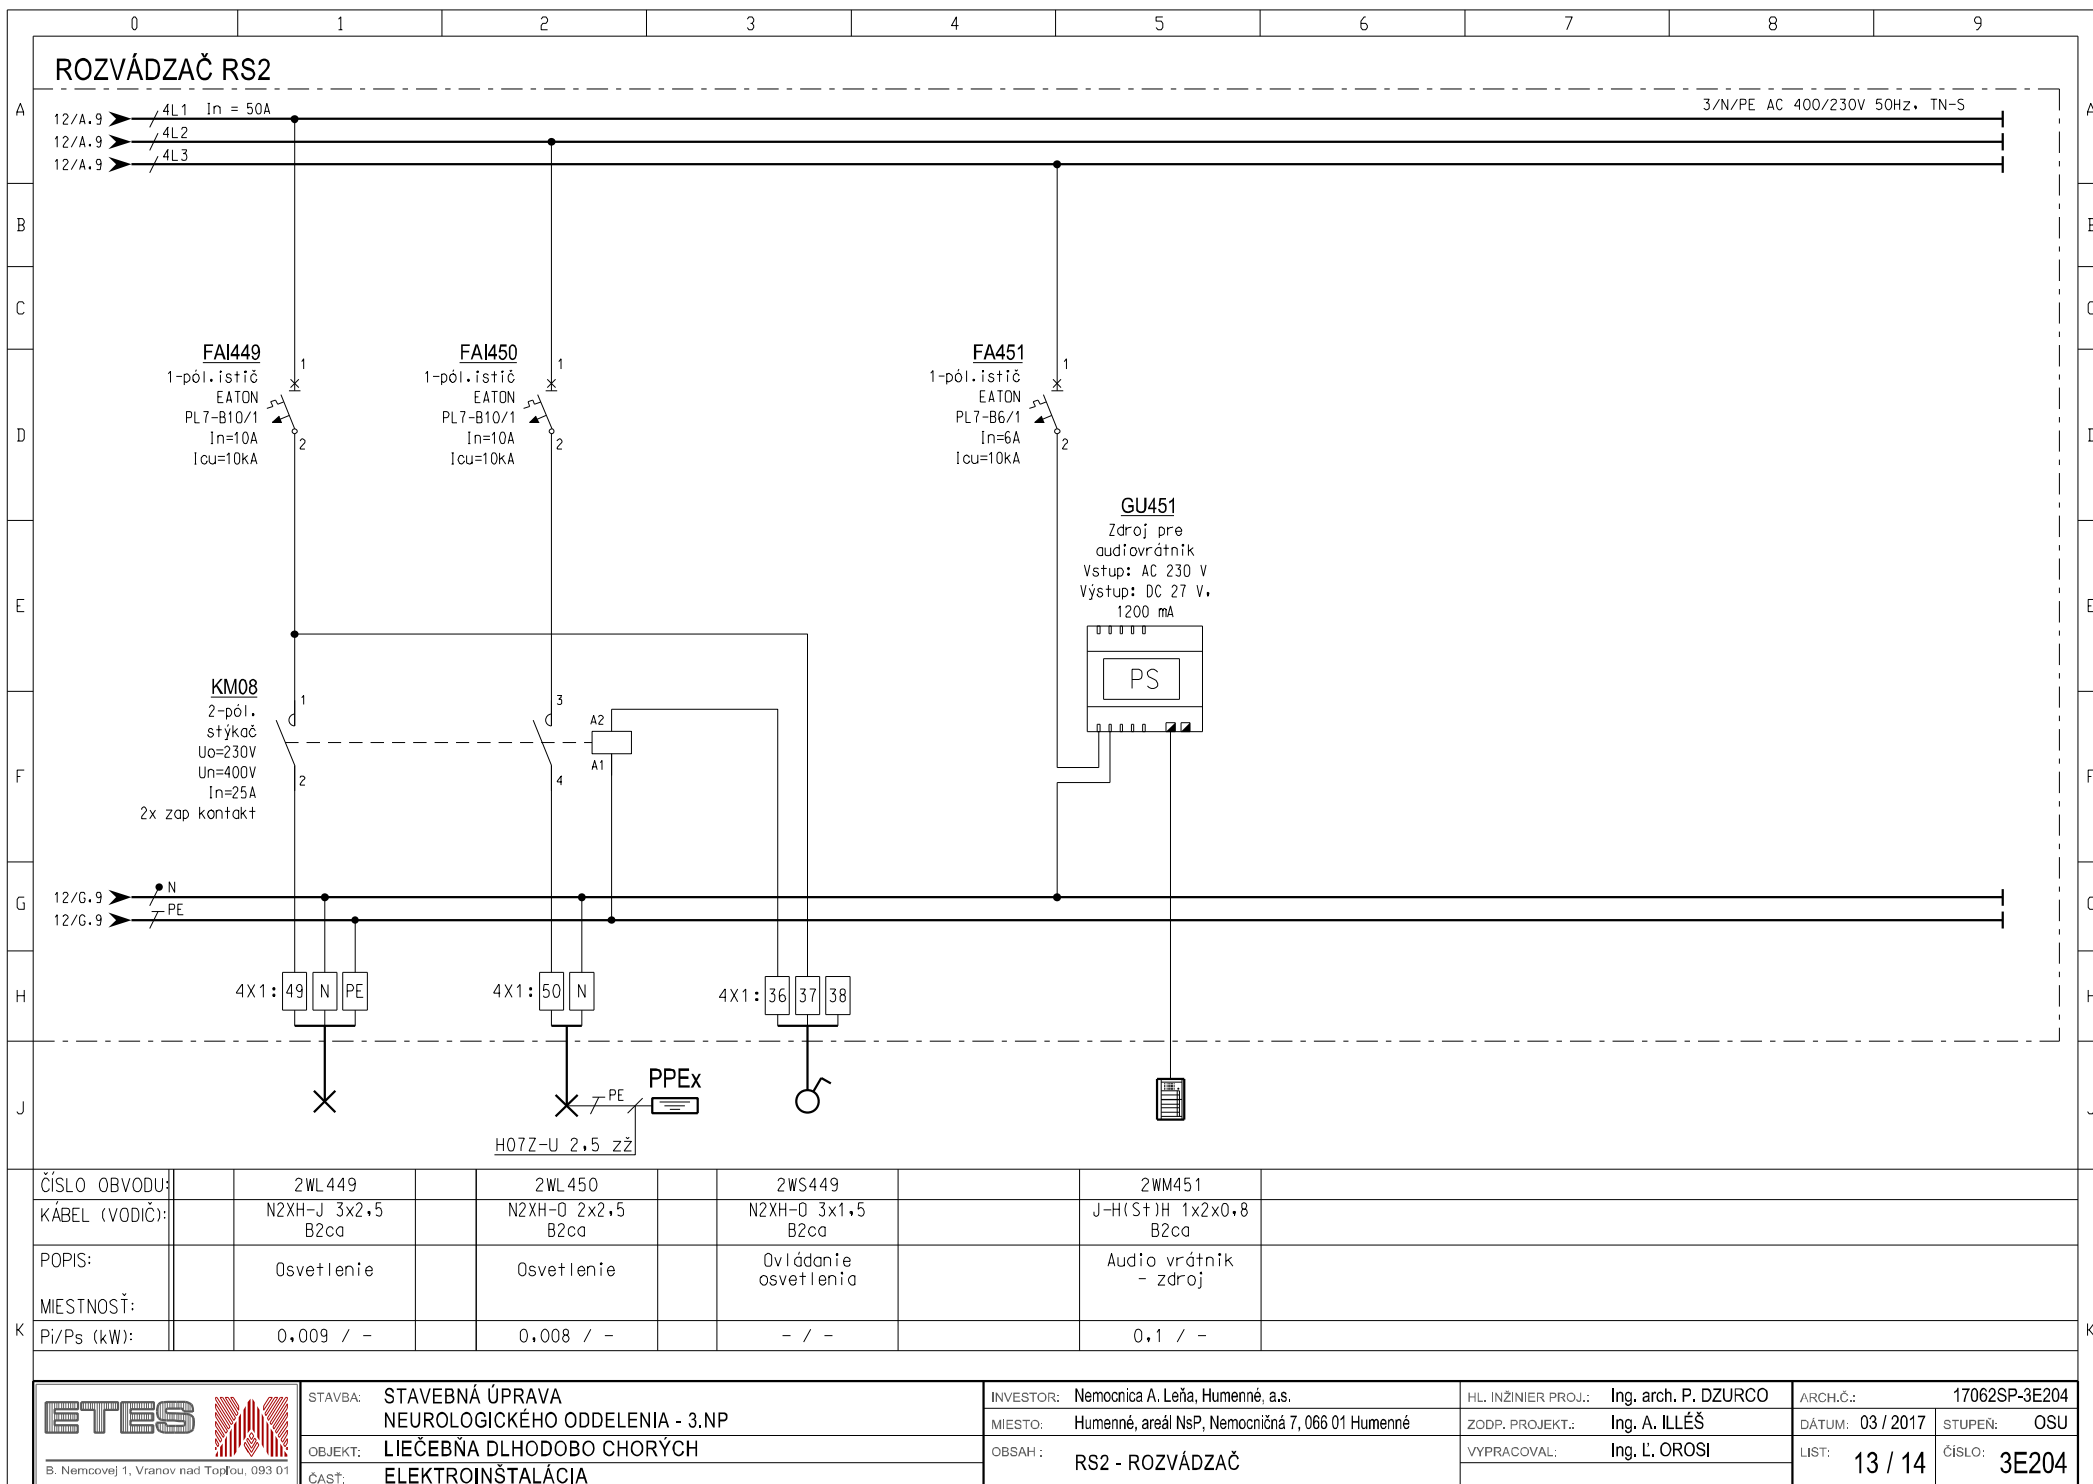 0 1 2 3 4 5 6 7 8 9
ROZVÁDZAČ RS2
A
12/A.9 4L1 In = 50A
3/N/PE AC 400/230V 50Hz, TN-S
12/A.9 4L2
12/A.9 4L3
B
C
D
FAI449
1-pól.istič
EATON
PL7-B10/1
In=10A
Icu=10kA
1
2
FAI450
1-pól.istič
EATON
PL7-B10/1
In=10A
Icu=10kA
1
2
FA451
1-pól.istič
EATON
PL7-B6/1
In=6A
Icu=10kA
1
2
GU451
Zdroj pre
audiovrátnik
Vstup: AC 230 V
Výstup: DC 27 V,
1200 mA
PS
E
KM08
2-pól.
stýkač
Uo=230V
Un=400V
In=25A
2x zap kontakt
1
2
3
4
A2
A1
F
G
12/G.9 N
12/G.9 PE
H
4X1: 49 N PE
4X1: 50 N
4X1: 36 37 38
J
PE
PPEx
H07Z-U 2,5 zž
ČÍSLO OBVODU: 2WL449 2WL450 2WS449 2WM451
KÁBEL (VODIČ): N2XH-J 3x2,5 N2XH-O 2x2,5 N2XH-O 3x1,5 J-H(St)H 1x2x0,8
B2ca B2ca B2ca B2ca
POPIS: Osvetlenie Osvetlenie Ovládanie Audio vrátnik
osvetlenia - zdroj
MIESTNOSŤ:
K
Pi/Ps (kW): 0,009 / - 0,008 / - - / - 0,1 / -
ETES
B. Nemcovej 1, Vranov nad Topľou, 093 01
STAVBA: STAVEBNÁ ÚPRAVA
NEUROLOGICKÉHO ODDELENIA - 3.NP
OBJEKT: LIEČEBŇA DLHODOBO CHORÝCH
ČASŤ: ELEKTROINŠTALÁCIA
INVESTOR: Nemocnica A. Leňa, Humenné, a.s.
MIESTO: Humenné, areál NsP, Nemocničná 7, 066 01 Humenné
OBSAH: RS2 - ROZVÁDZAČ
HL. INŽINIER PROJ.: Ing. arch. P. DZURCO
ZODP. PROJEKT.: Ing. A. ILLÉŠ
VYPRACOVAL: Ing. Ľ. OROSI
ARCH.Č.: 17062SP-3E204
DÁTUM: 03 / 2017 STUPEŇ: OSU
LIST: 13 / 14 ČÍSLO: 3E204